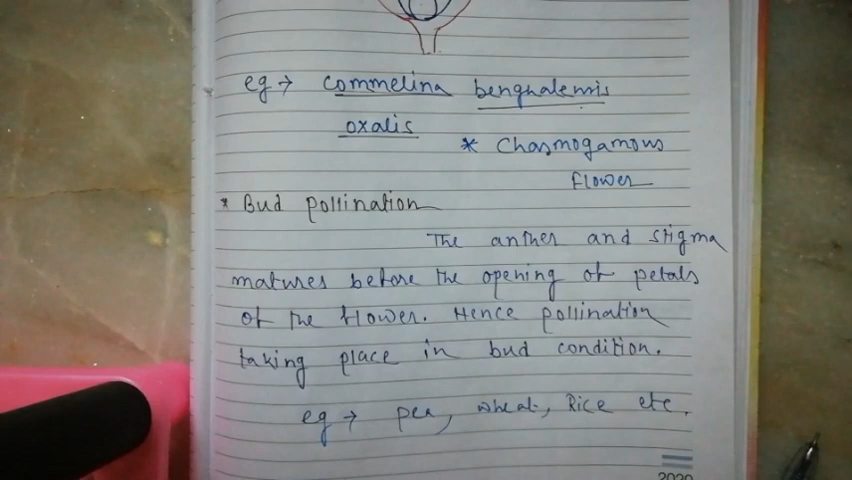 eg → commelina benghalensis
oxalis
* Chasmogamous
flower
* Bud pollination
The anther and stigma
matures before the opening of petals
of the flower. Hence pollination
taking place in bud condition.
eg → pea, wheat, Rice etc.
2020